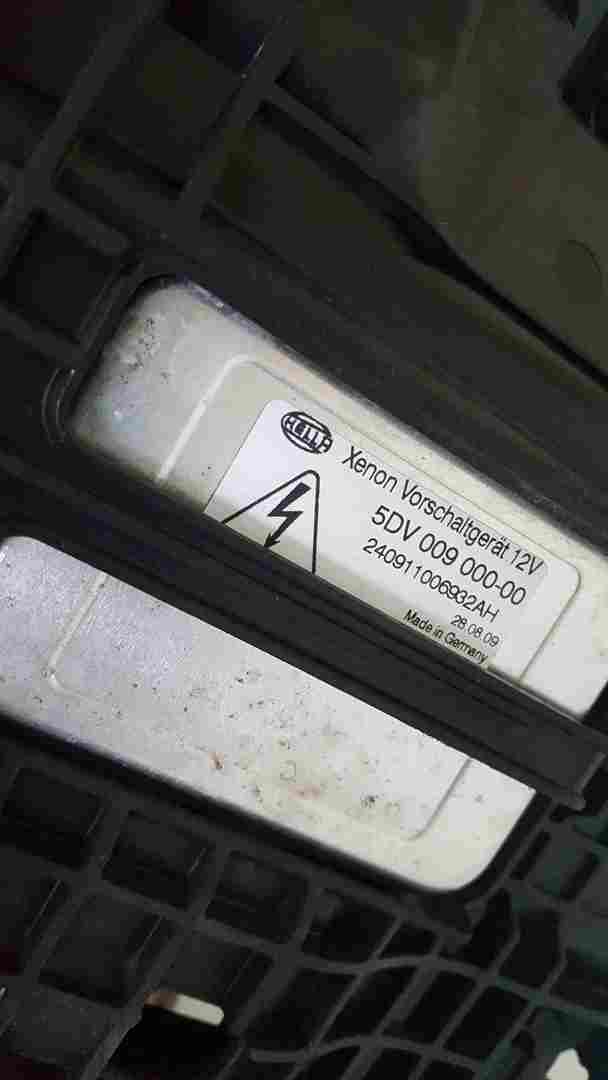 HELLA
Xenon Vorschaltgerät 12V
5DV 009 000-00
240911006932AH
28.08.09
Made in Germany